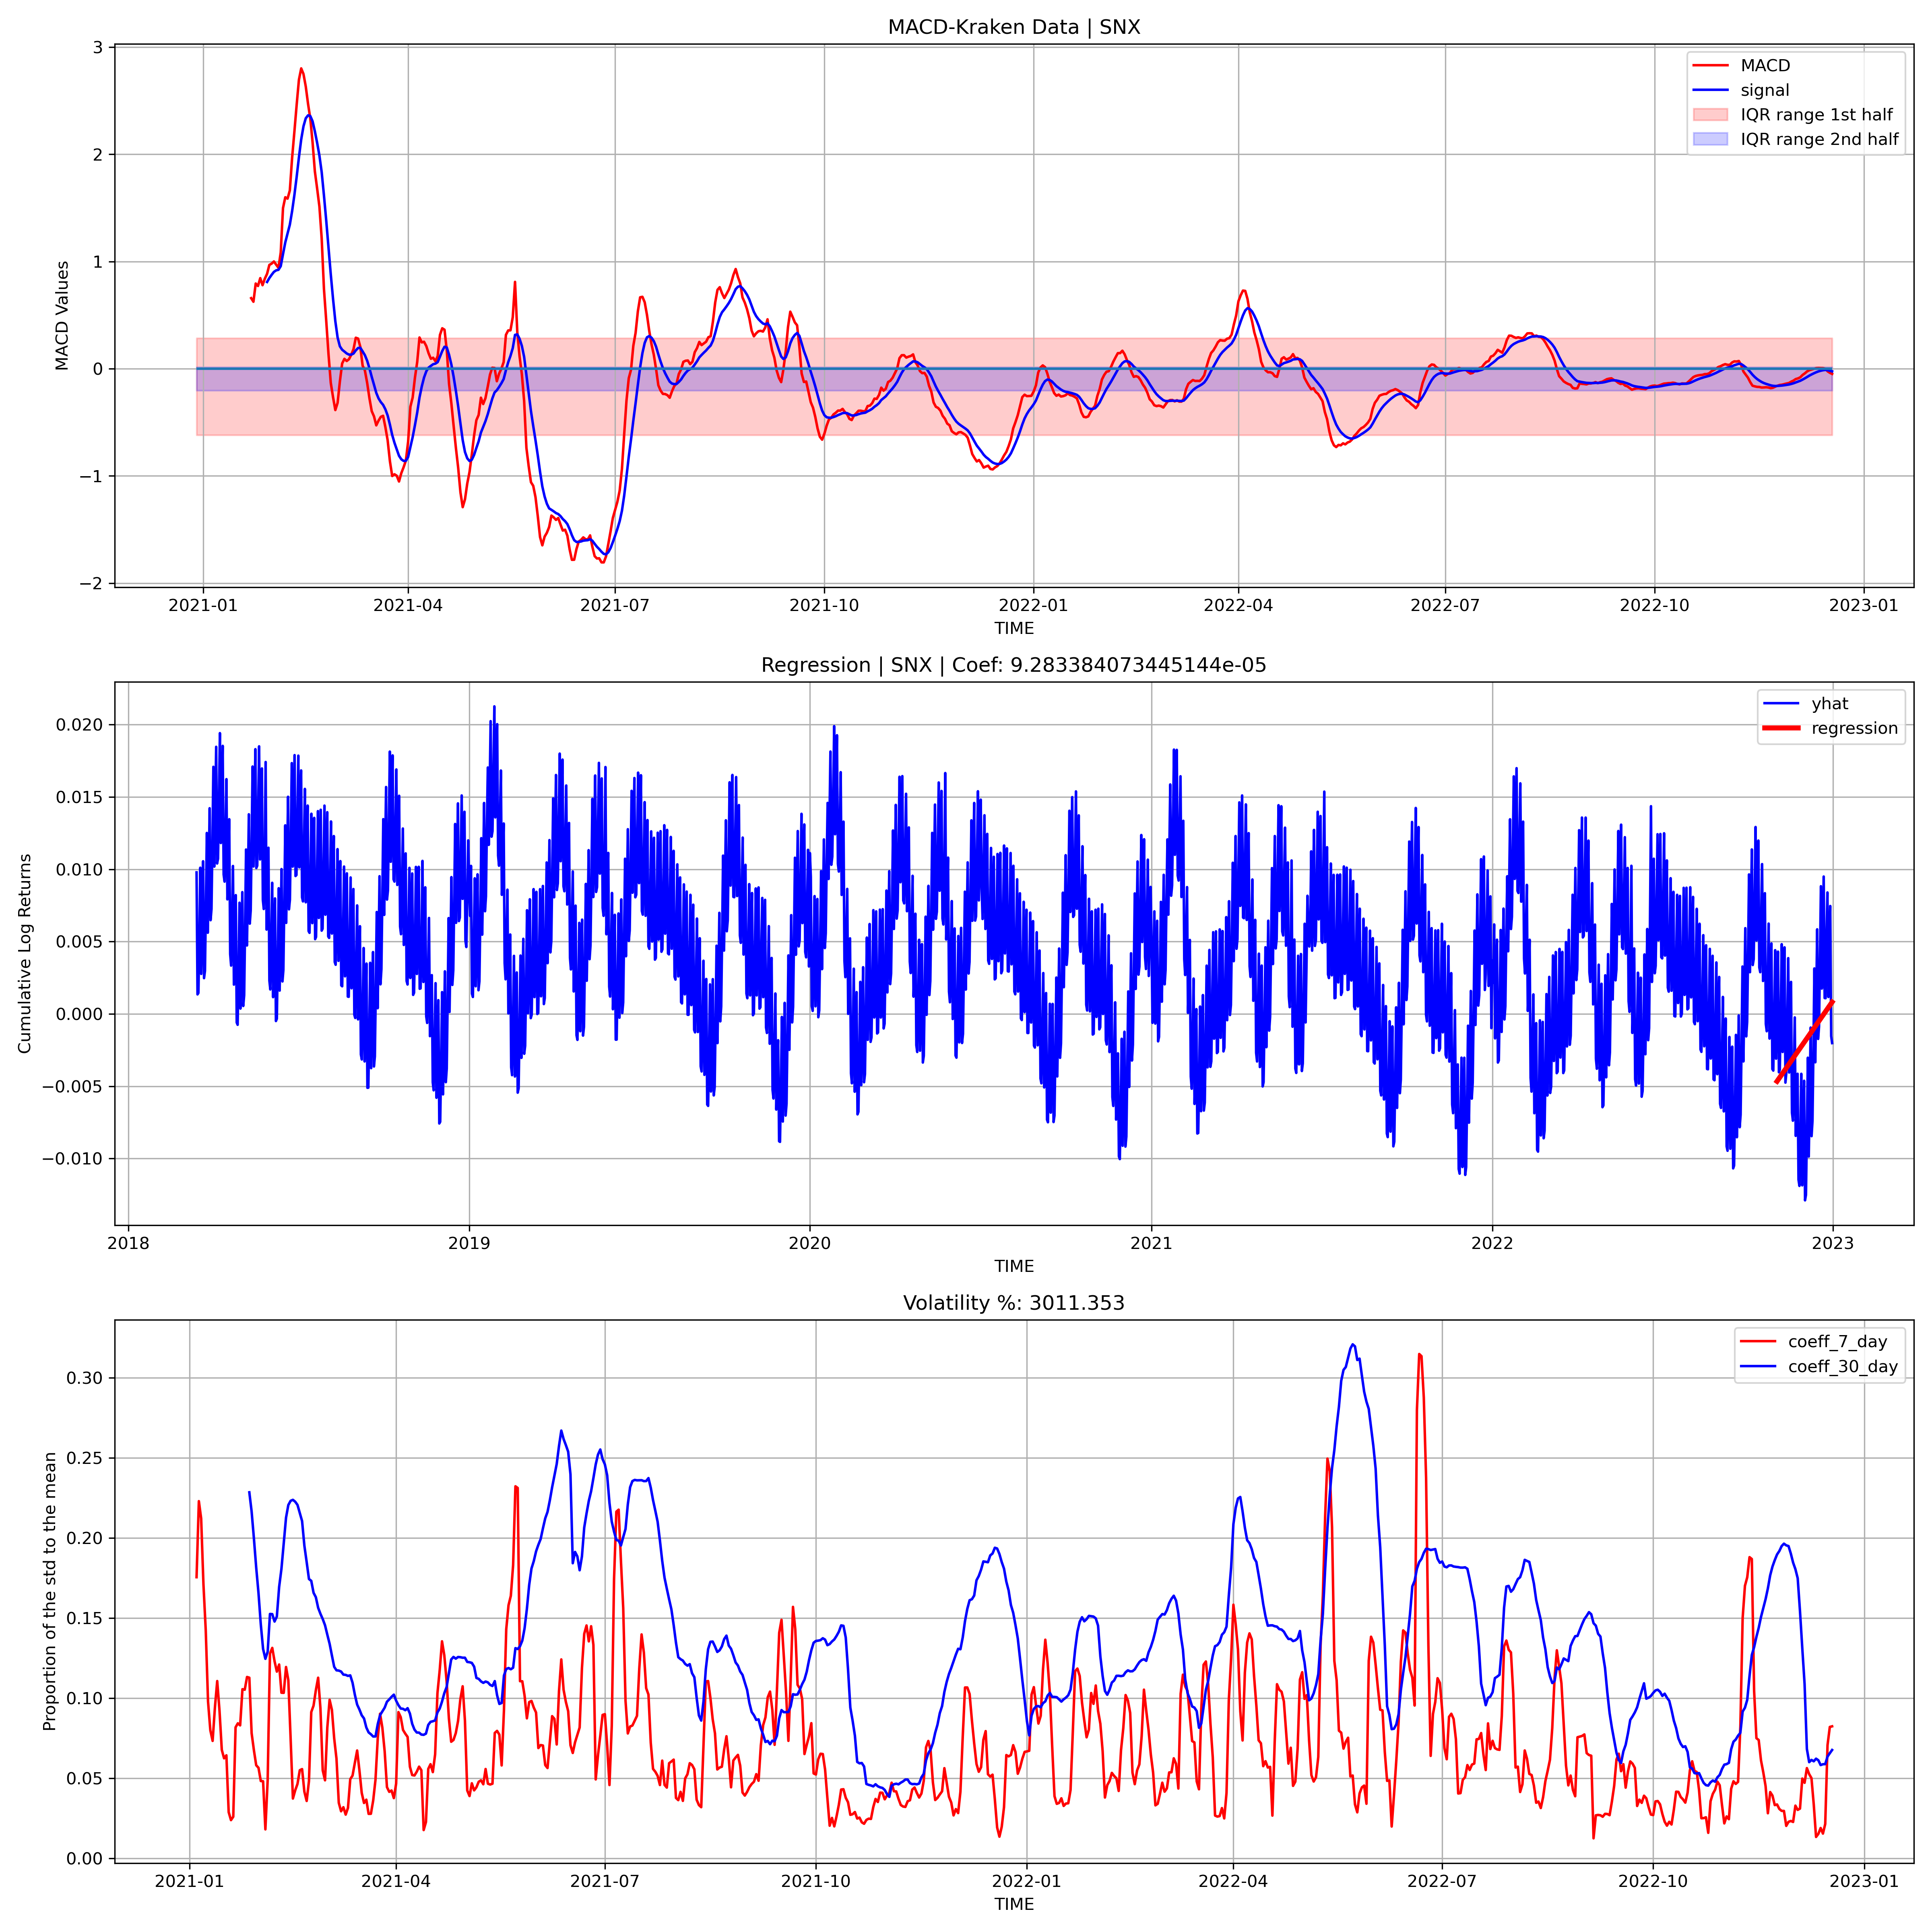 MACD-Kraken Data | SNX
3
2
1
0
−1
−2
MACD Values
MACD
signal
IQR range 1st half
IQR range 2nd half
2021-01 2021-04 2021-07 2021-10 2022-01 2022-04 2022-07 2022-10 2023-01
TIME
Regression | SNX | Coef: 9.283384073445144e-05
0.020
0.015
0.010
0.005
0.000
−0.005
−0.010
Cumulative Log Returns
yhat
regression
2018 2019 2020 2021 2022 2023
TIME
Volatility %: 3011.353
0.30
0.25
0.20
0.15
0.10
0.05
0.00
Proportion of the std to the mean
coeff_7_day
coeff_30_day
2021-01 2021-04 2021-07 2021-10 2022-01 2022-04 2022-07 2022-10 2023-01
TIME